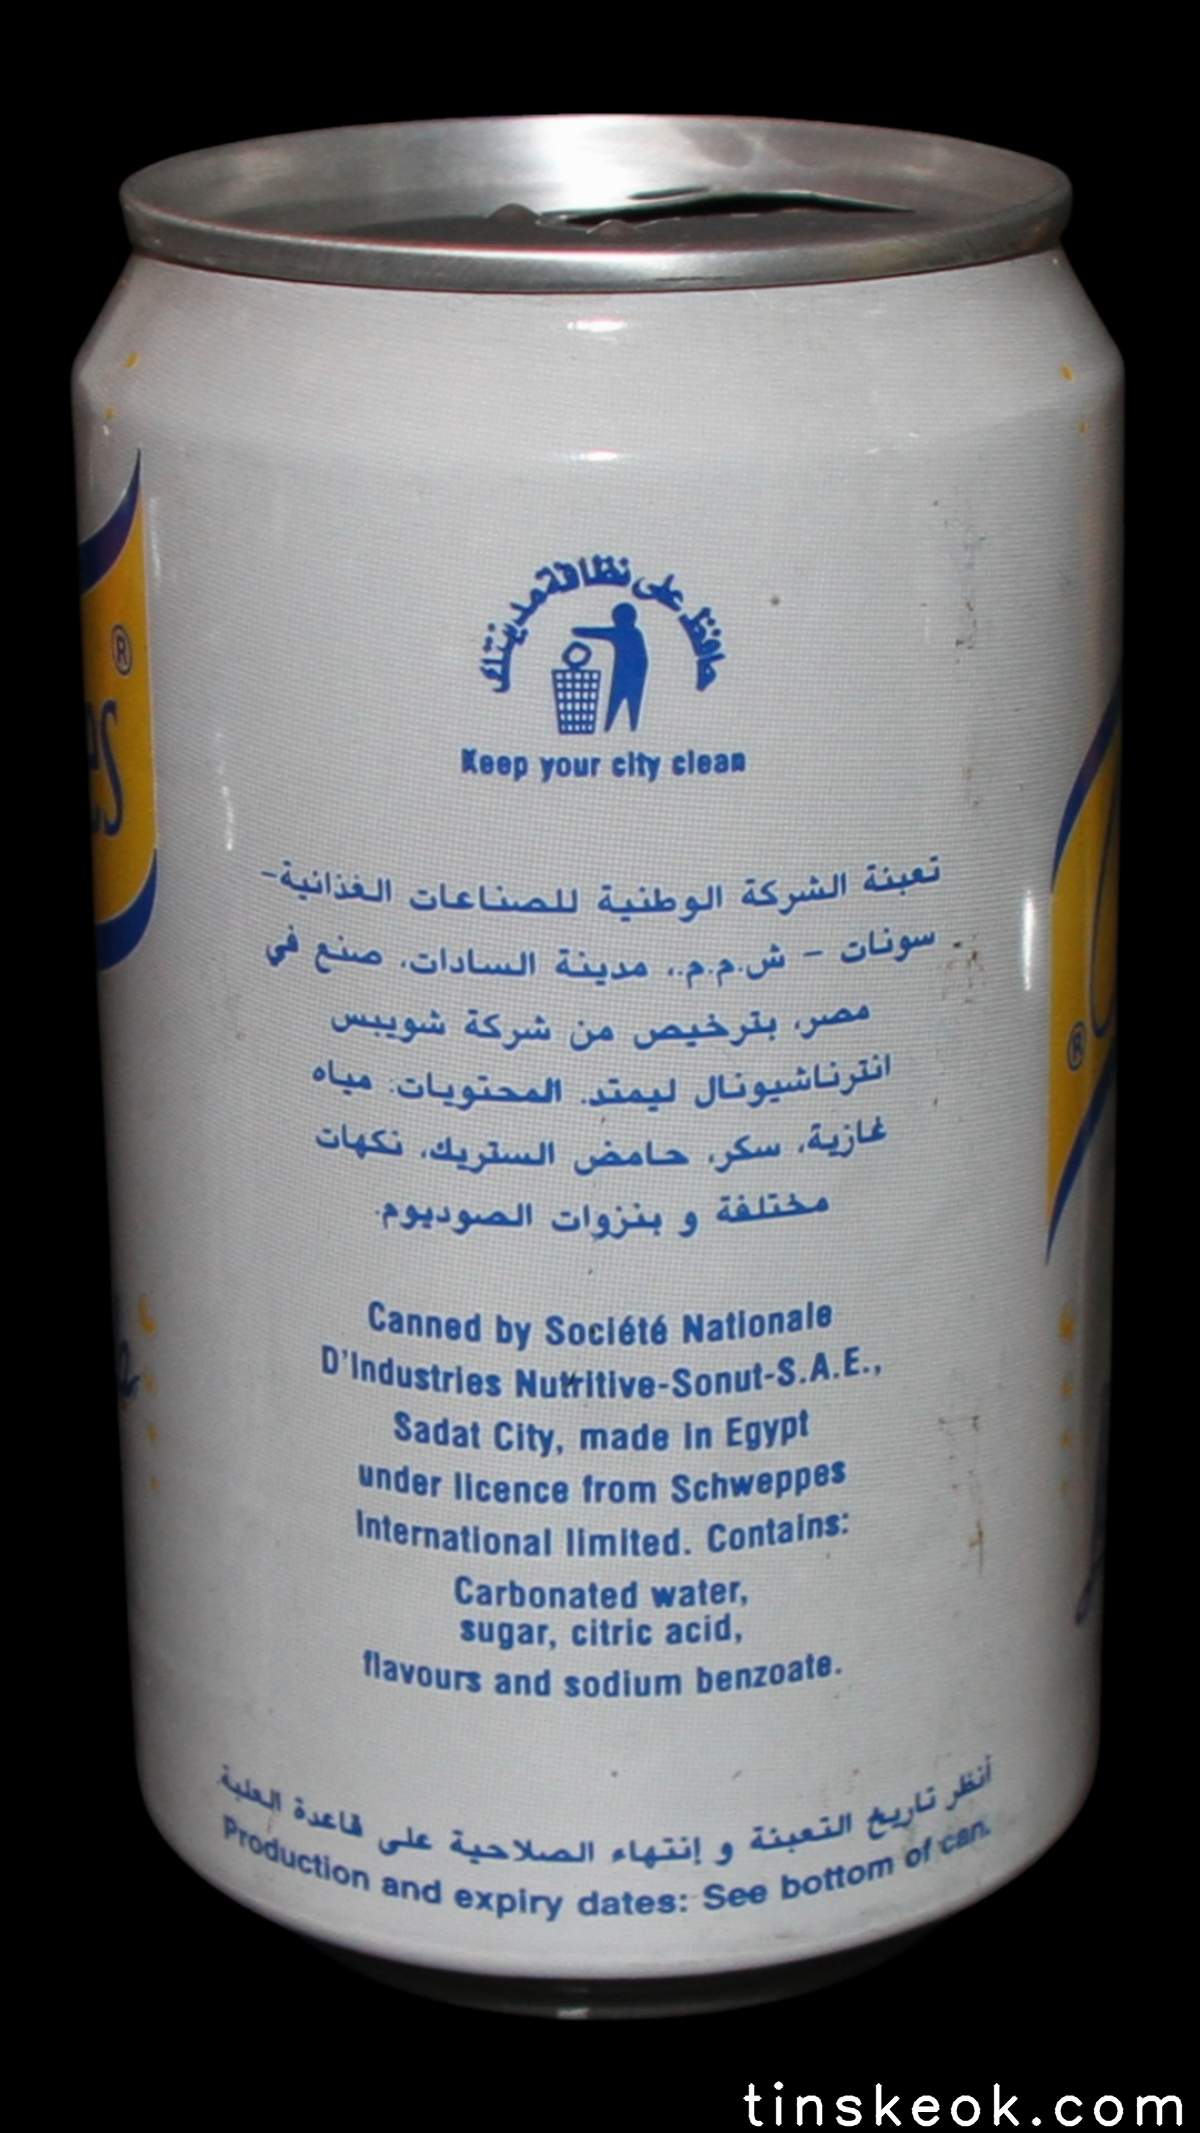 حافظ على نظافة مدينتك
Keep your city clean
تعبئة الشركة الوطنية للصناعات الغذائية-
سونات - ش.م.م.، مدينة السادات، صنع في
مصر، بترخيص من شركة شويبس
انترناشيونال ليمتد. المحتويات: مياه
غازية، سكر، حامض الستريك، نكهات
مختلفة و بنزوات الصوديوم.
Canned by Société Nationale
D'Industries Nutritive-Sonut-S.A.E.,
Sadat City, made in Egypt
under licence from Schweppes
International limited. Contains:
Carbonated water,
sugar, citric acid,
flavours and sodium benzoate.
أنظر تاريخ التعبئة و إنتهاء الصلاحية على قاعدة العلبة
Production and expiry dates: See bottom of can.
es®
®
tinskeok.com